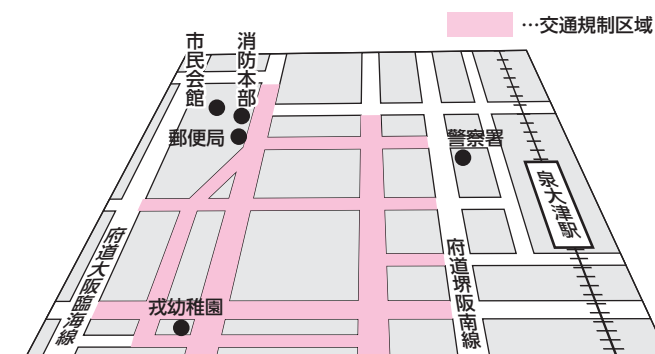 …交通規制区域
市民会館
消防本部
郵便局
警察署
泉大津駅
府道大阪臨海線
府道堺阪南線
戎幼稚園